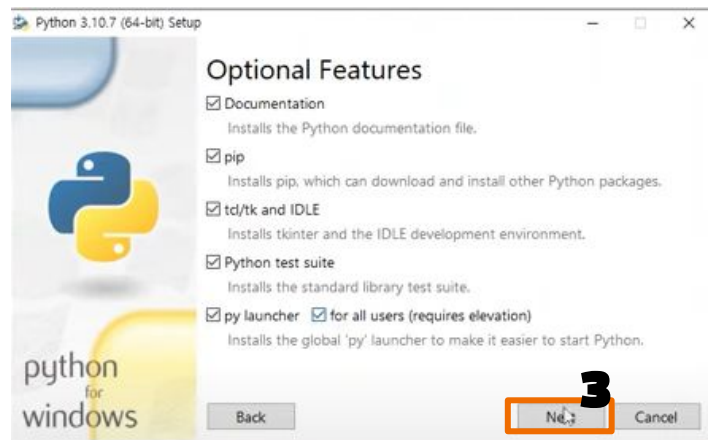 Python 3.10.7 (64-bit) Setup
Optional Features
Documentation
Installs the Python documentation file.
pip
Installs pip, which can download and install other Python packages.
tcl/tk and IDLE
Installs tkinter and the IDLE development environment.
Python test suite
Installs the standard library test suite.
py launcher for all users (requires elevation)
Installs the global 'py' launcher to make it easier to start Python.
python
for
windows
3
Back Next Cancel